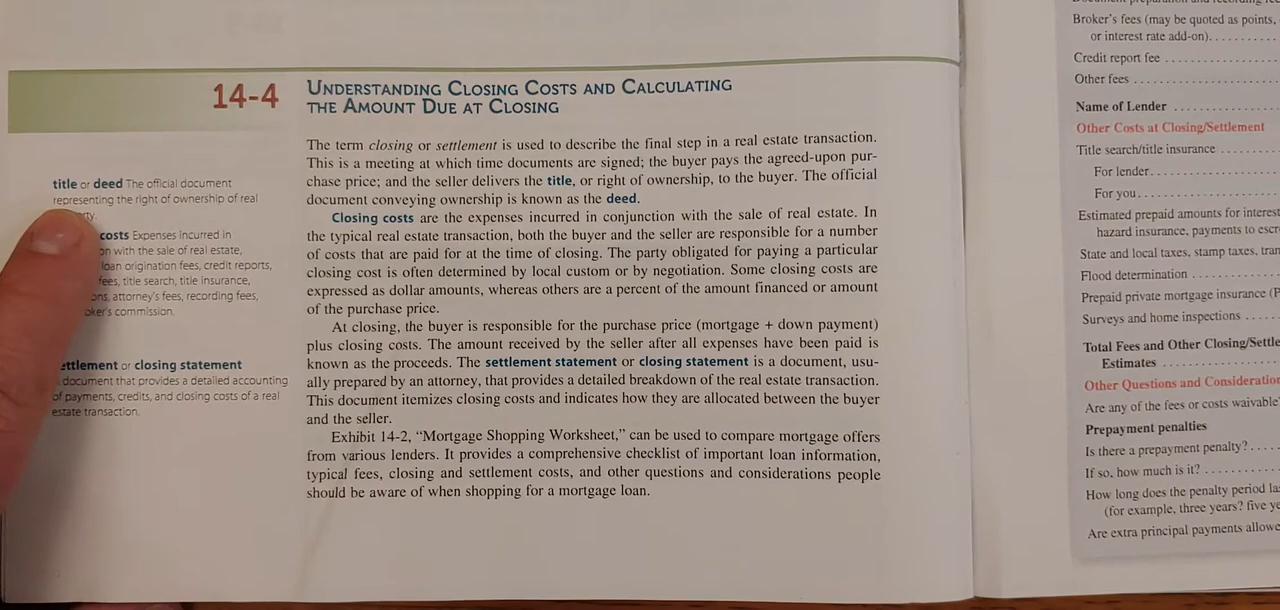 14-4
UNDERSTANDING CLOSING COSTS AND CALCULATING
THE AMOUNT DUE AT CLOSING
The term closing or settlement is used to describe the final step in a real estate transaction.
This is a meeting at which time documents are signed; the buyer pays the agreed-upon pur-
chase price; and the seller delivers the title, or right of ownership, to the buyer. The official
document conveying ownership is known as the deed.
Closing costs are the expenses incurred in conjunction with the sale of real estate. In
the typical real estate transaction, both the buyer and the seller are responsible for a number
of costs that are paid for at the time of closing. The party obligated for paying a particular
closing cost is often determined by local custom or by negotiation. Some closing costs are
expressed as dollar amounts, whereas others are a percent of the amount financed or amount
of the purchase price.
At closing, the buyer is responsible for the purchase price (mortgage + down payment)
plus closing costs. The amount received by the seller after all expenses have been paid is
known as the proceeds. The settlement statement or closing statement is a document, usu-
ally prepared by an attorney, that provides a detailed breakdown of the real estate transaction.
This document itemizes closing costs and indicates how they are allocated between the buyer
and the seller.
Exhibit 14-2, “Mortgage Shopping Worksheet,” can be used to compare mortgage offers
from various lenders. It provides a comprehensive checklist of important loan information,
typical fees, closing and settlement costs, and other questions and considerations people
should be aware of when shopping for a mortgage loan.
title or deed The official document
representing the right of ownership of real
costs Expenses incurred in
with the sale of real estate,
loan origination fees, credit reports,
fees, title search, title insurance,
attorney's fees, recording fees,
commission.
settlement or closing statement
document that provides a detailed accounting
of payments, credits, and closing costs of a real
estate transaction.
Broker's fees (may be quoted as points,
or interest rate add-on)..........
Credit report fee ..........
Other fees ..........
Name of Lender ..........
Other Costs at Closing/Settlement
Title search/title insurance ..........
For lender..........
For you..........
Estimated prepaid amounts for interest
hazard insurance, payments to
State and local taxes, stamp taxes,
Flood determination ..........
Prepaid private mortgage insurance
Surveys and home inspections ..........
Total Fees and Other
Estimates ..........
Other Questions and
Are any of the fees or costs waivable?
Prepayment penalties
Is there a prepayment penalty?....
If so, how much is it? ..........
How long does the penalty period
(for example, three years? five
Are extra principal payments